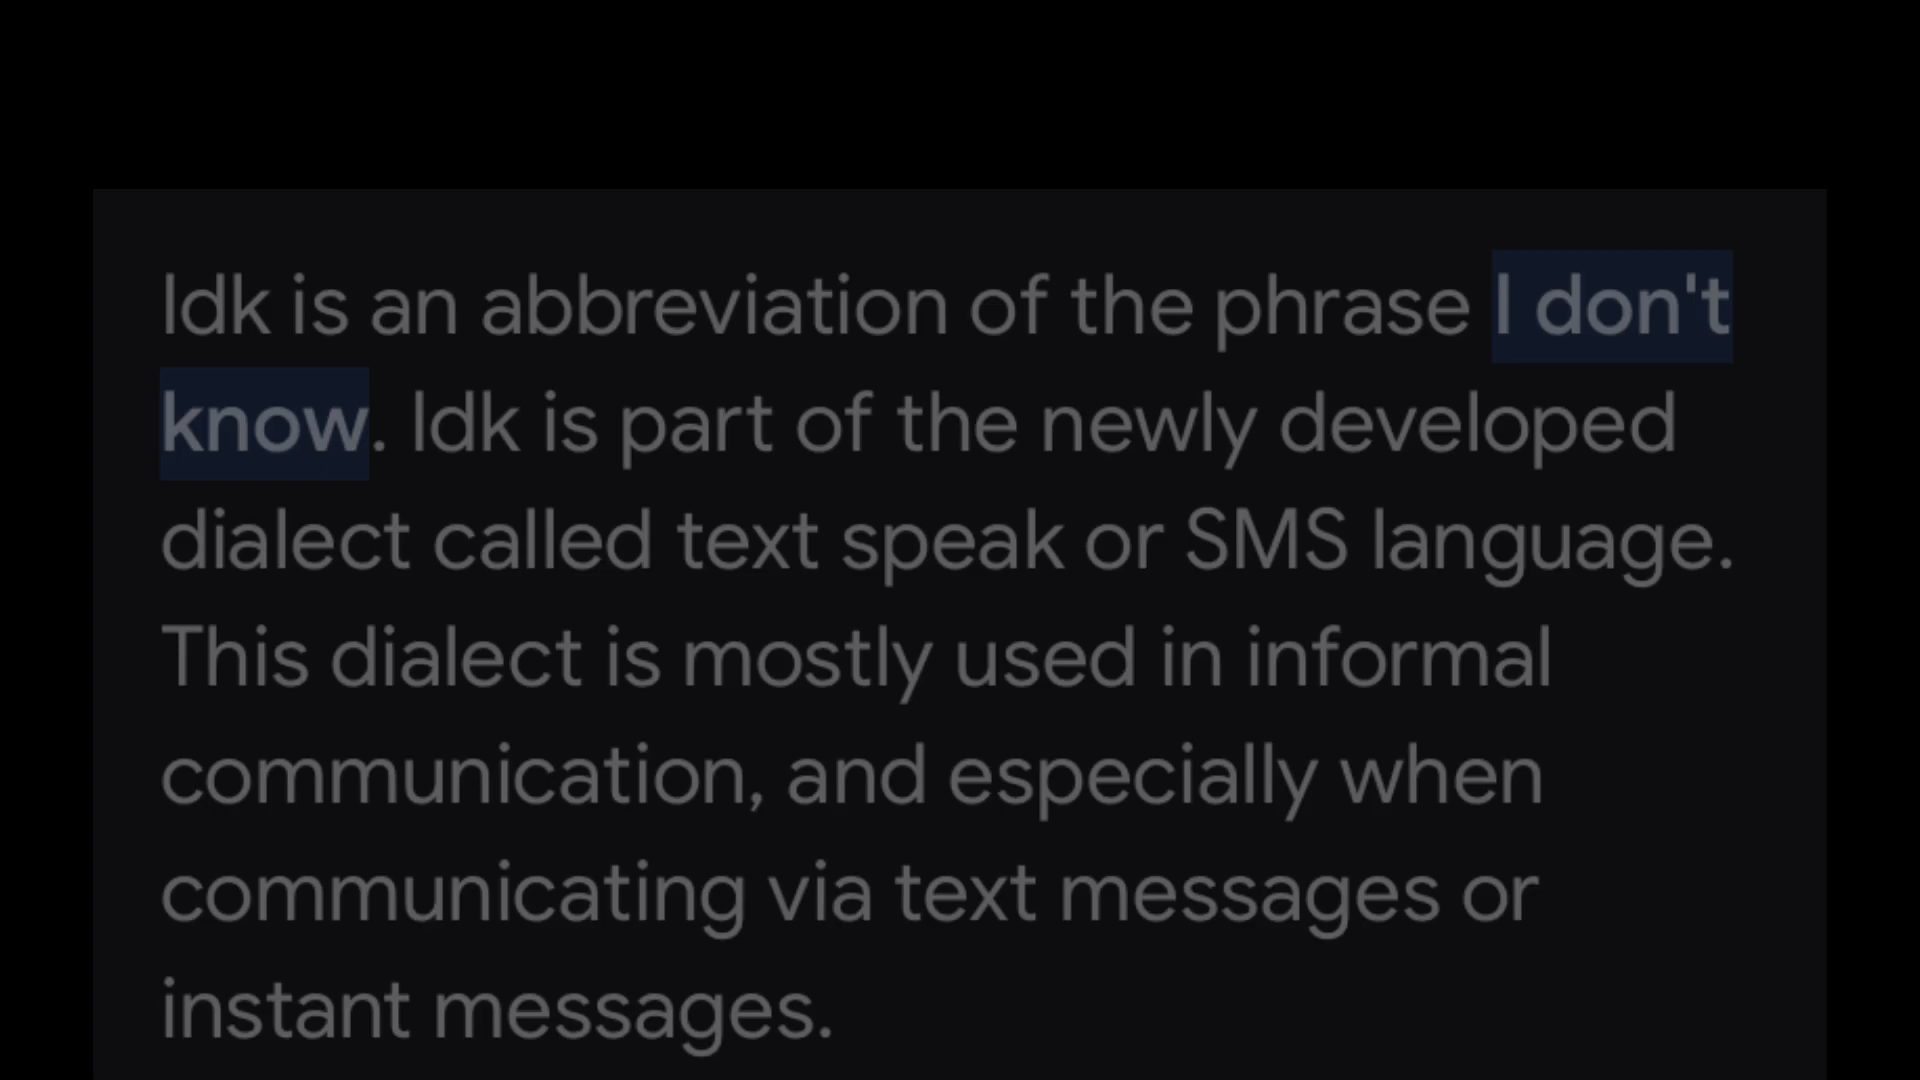 Idk is an abbreviation of the phrase I don't
know. Idk is part of the newly developed
dialect called text speak or SMS language.
This dialect is mostly used in informal
communication, and especially when
communicating via text messages or
instant messages.